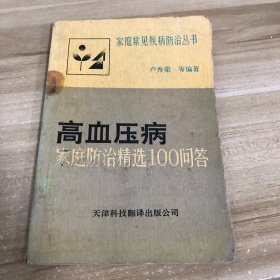 家庭常见疾病防治丛书
卢秀荣 等编著
高血压病
家庭防治精选100问答
天津科技翻译出版公司